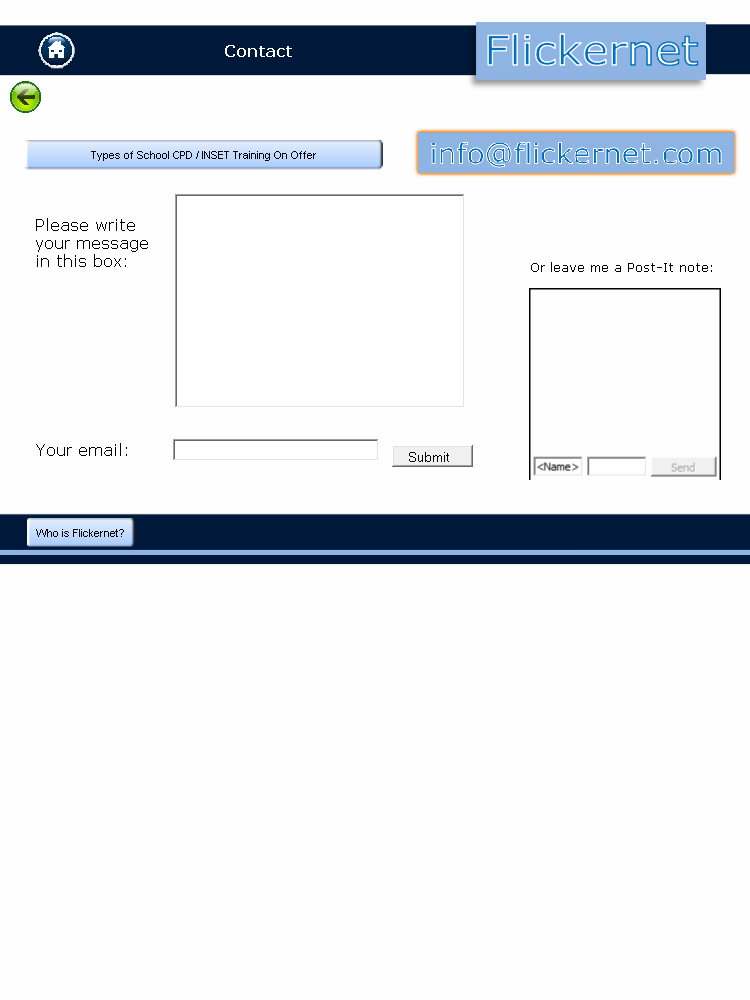 Contact
Flickernet
Types of School CPD / INSET Training On Offer
info@flickernet.com
Please write
your message
in this box:
Or leave me a Post-It note:
Your email:
Submit
<Name>
Send
Who is Flickernet?